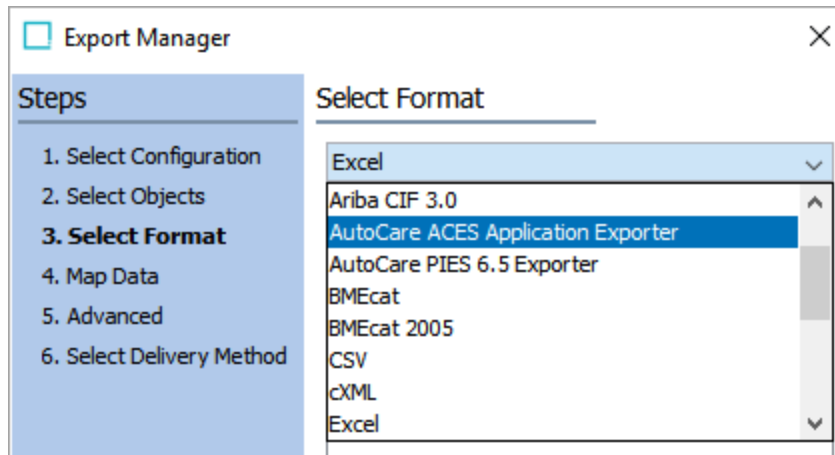 Export Manager
Steps
1. Select Configuration
2. Select Objects
3. Select Format
4. Map Data
5. Advanced
6. Select Delivery Method
Select Format
Excel
Ariba CIF 3.0
AutoCare ACES Application Exporter
AutoCare PIES 6.5 Exporter
BMEcat
BMEcat 2005
CSV
cXML
Excel